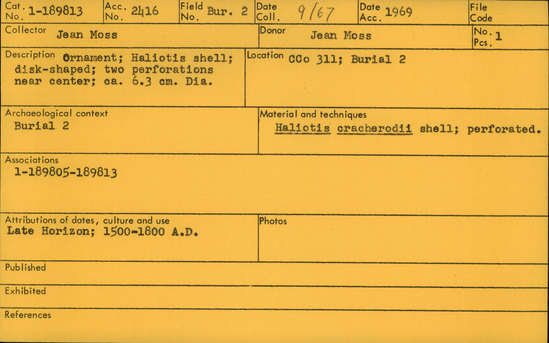 Cat. No. 1-189813 Acc. No. 2416 Field No. Bur. 2 Date Coll. 9/67 Date Acc. 1969 File Code
Collector Jean Moss Donor Jean Moss No. Pcs. 1
Description Ornament; Haliotis shell;
disk-shaped; two perforations
near center; ca. 6.3 cm. Dia.
Location CCo 311; Burial 2
Archaeological context
Burial 2
Material and techniques
Haliotis cracherodii shell; perforated.
Associations
1-189805-189813
Attributions of dates, culture and use
Late Horizon; 1500-1800 A.D.
Photos
Published
Exhibited
References